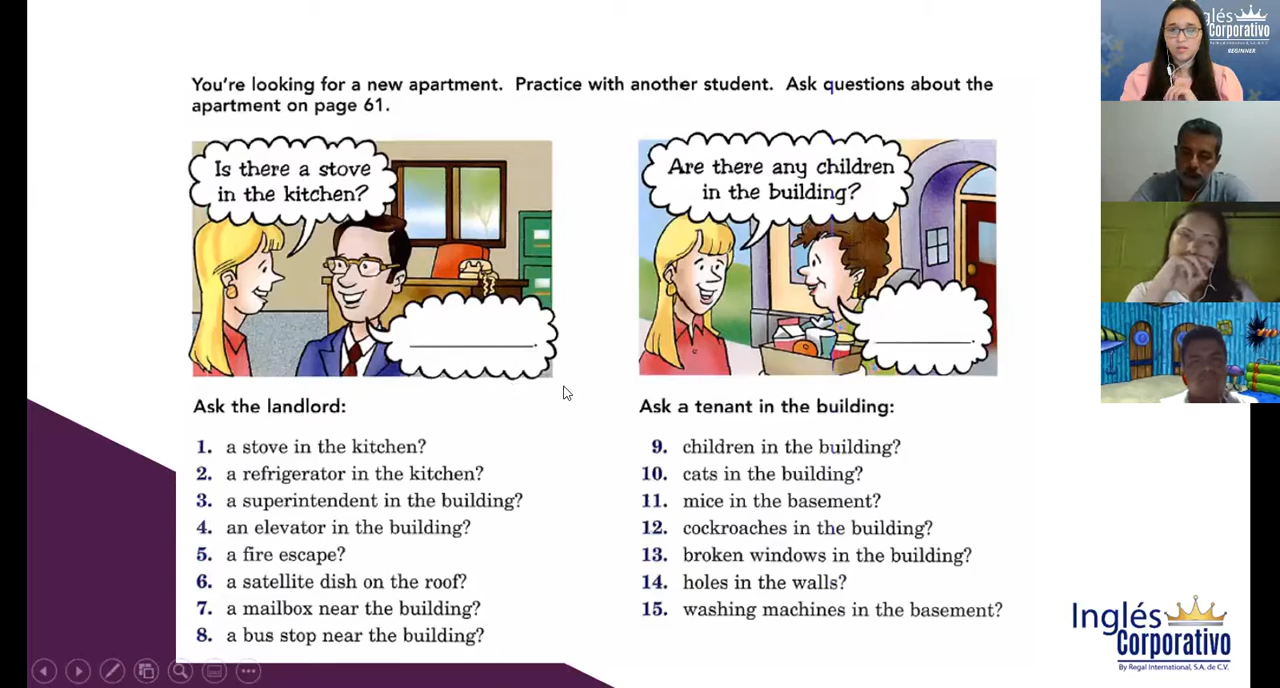 You're looking for a new apartment. Practice with another student. Ask questions about the
apartment on page 61.
Is there a stove
in the kitchen?
Are there any children
in the building?
Ask the landlord:
1. a stove in the kitchen?
2. a refrigerator in the kitchen?
3. a superintendent in the building?
4. an elevator in the building?
5. a fire escape?
6. a satellite dish on the roof?
7. a mailbox near the building?
8. a bus stop near the building?
Ask a tenant in the building:
9. children in the building?
10. cats in the building?
11. mice in the basement?
12. cockroaches in the building?
13. broken windows in the building?
14. holes in the walls?
15. washing machines in the basement?
Inglés
Corporativo
By Regal International, S.A. de C.V.
glés
Corporativo
BEGINNER